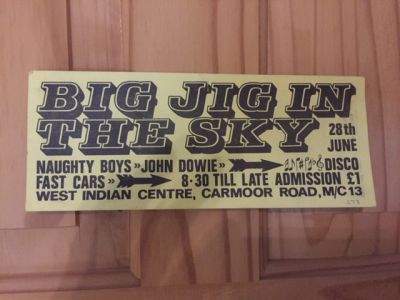 BIG JIG IN
THE SKY 28th JUNE
NAUGHTY BOYS » JOHN DOWIE » DISCO
FAST CARS » 8·30 TILL LATE ADMISSION £1
WEST INDIAN CENTRE, CARMOOR ROAD, M/C 13